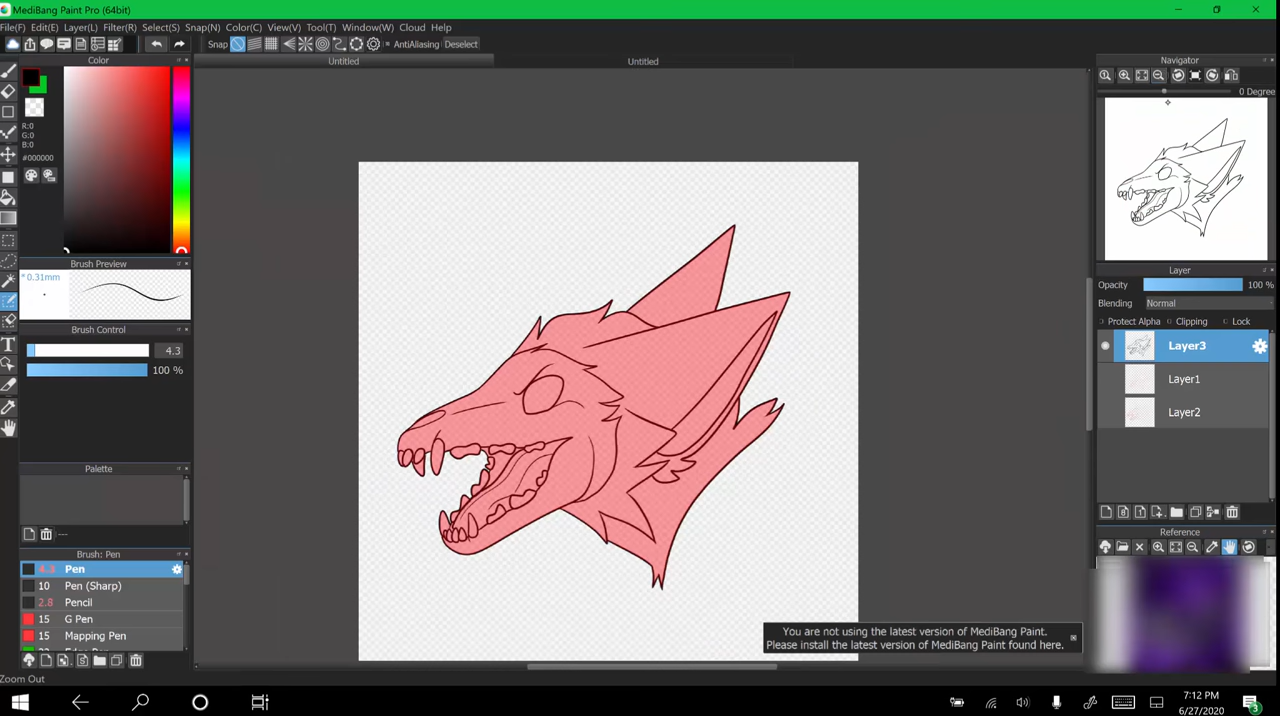 MediBang Paint Pro (64bit)
File(F) Edit(E) Layer(L) Filter(R) Select(S) Snap(N) Color(C) View(V) Tool(T) Window(W) Cloud Help
Snap AntiAliasing Deselect
Color
Untitled Untitled
Navigator
0 Degree
R:0
G:0
B:0
#000000
Brush Preview
* 0.31mm
Brush Control
4.3
100 %
Layer
Opacity 100 %
Blending Normal
Protect Alpha Clipping Lock
Layer3
Layer1
Layer2
Palette
---
Brush: Pen
4.3 Pen
10 Pen (Sharp)
2.8 Pencil
15 G Pen
15 Mapping Pen
Reference
You are not using the latest version of MediBang Paint.
Please install the latest version of MediBang Paint found here.
Zoom Out
7:12 PM
6/27/2020
3